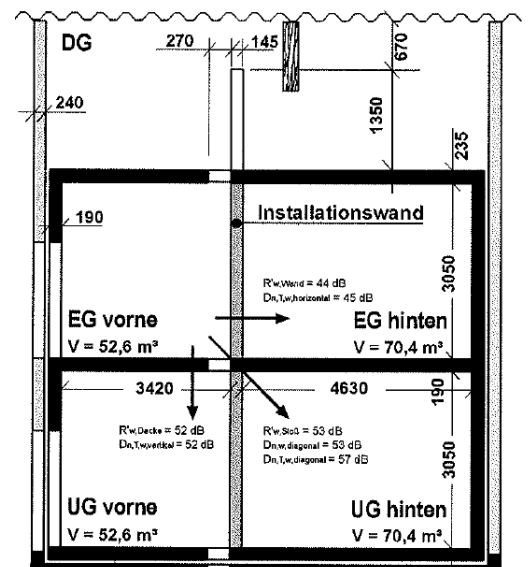 DG
270
145
670
240
1350
235
190
Installationswand
R'w,Wand = 44 dB
Dn,T,w,horizontal = 45 dB
3050
EG vorne
V = 52,6 m³
EG hinten
V = 70,4 m³
3420
4630
190
R'w,Decke = 52 dB
Dn,T,w,vertikal = 52 dB
R'w,Stoß = 53 dB
Dn,w,diagonal = 53 dB
Dn,T,w,diagonal = 57 dB
3050
UG vorne
V = 52,6 m³
UG hinten
V = 70,4 m³